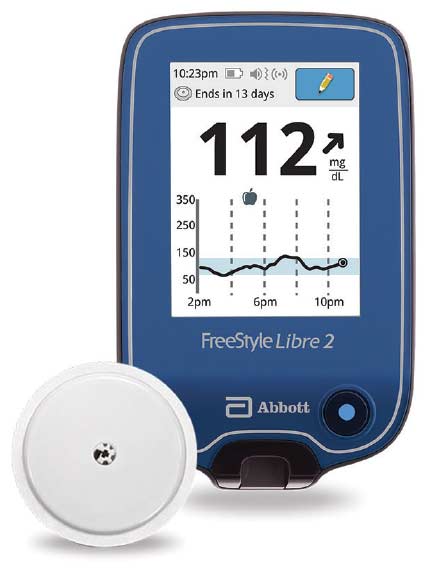 10:23pm
Ends in 13 days
112
mg
dL
350
250
150
50
2pm 6pm 10pm
FreeStyle Libre 2
Abbott